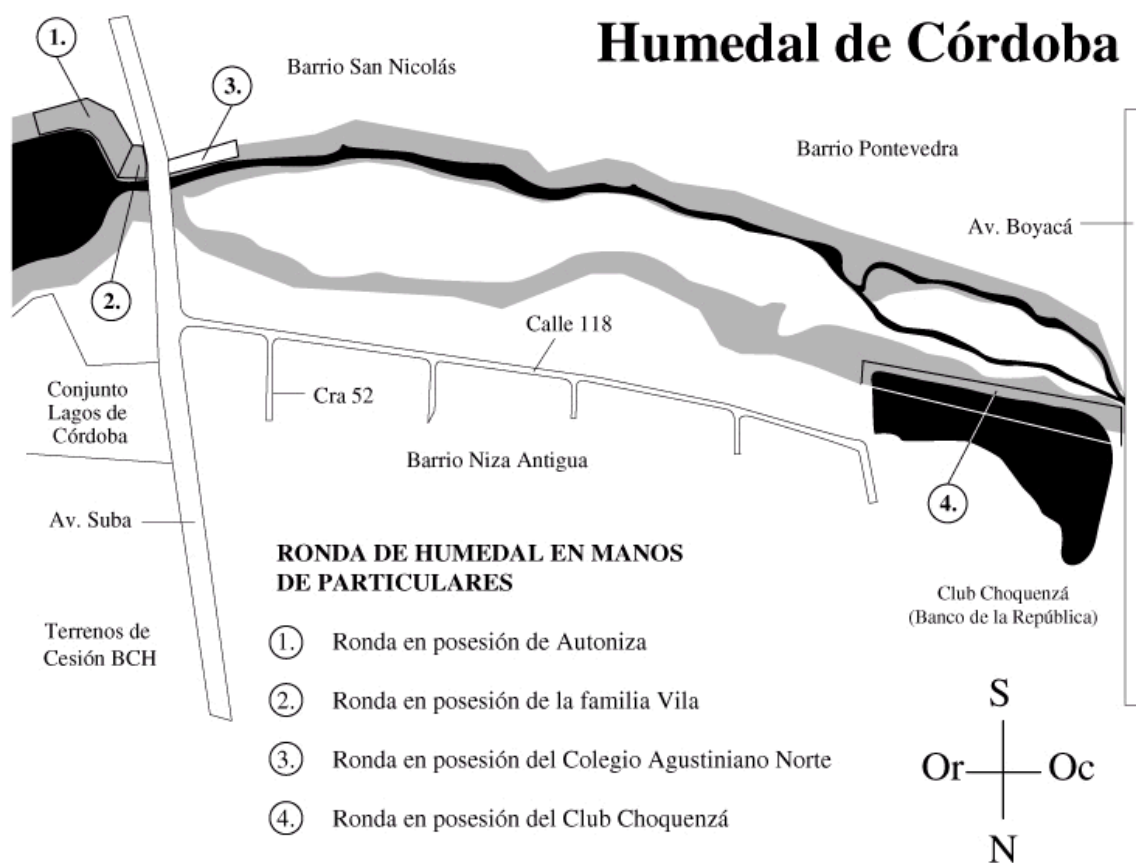 Humedal de Córdoba
1.
Barrio San Nicolás
3.
Barrio Pontevedra
Av. Boyacá
2.
Calle 118
Cra 52
Conjunto
Lagos de
Córdoba
Barrio Niza Antigua
4.
Av. Suba
RONDA DE HUMEDAL EN MANOS
DE PARTICULARES
Club Choquenzá
(Banco de la República)
Terrenos de
Cesión BCH
1. Ronda en posesión de Autoniza
2. Ronda en posesión de la familia Vila
3. Ronda en posesión del Colegio Agustiniano Norte
4. Ronda en posesión del Club Choquenzá
S
Or Oc
N